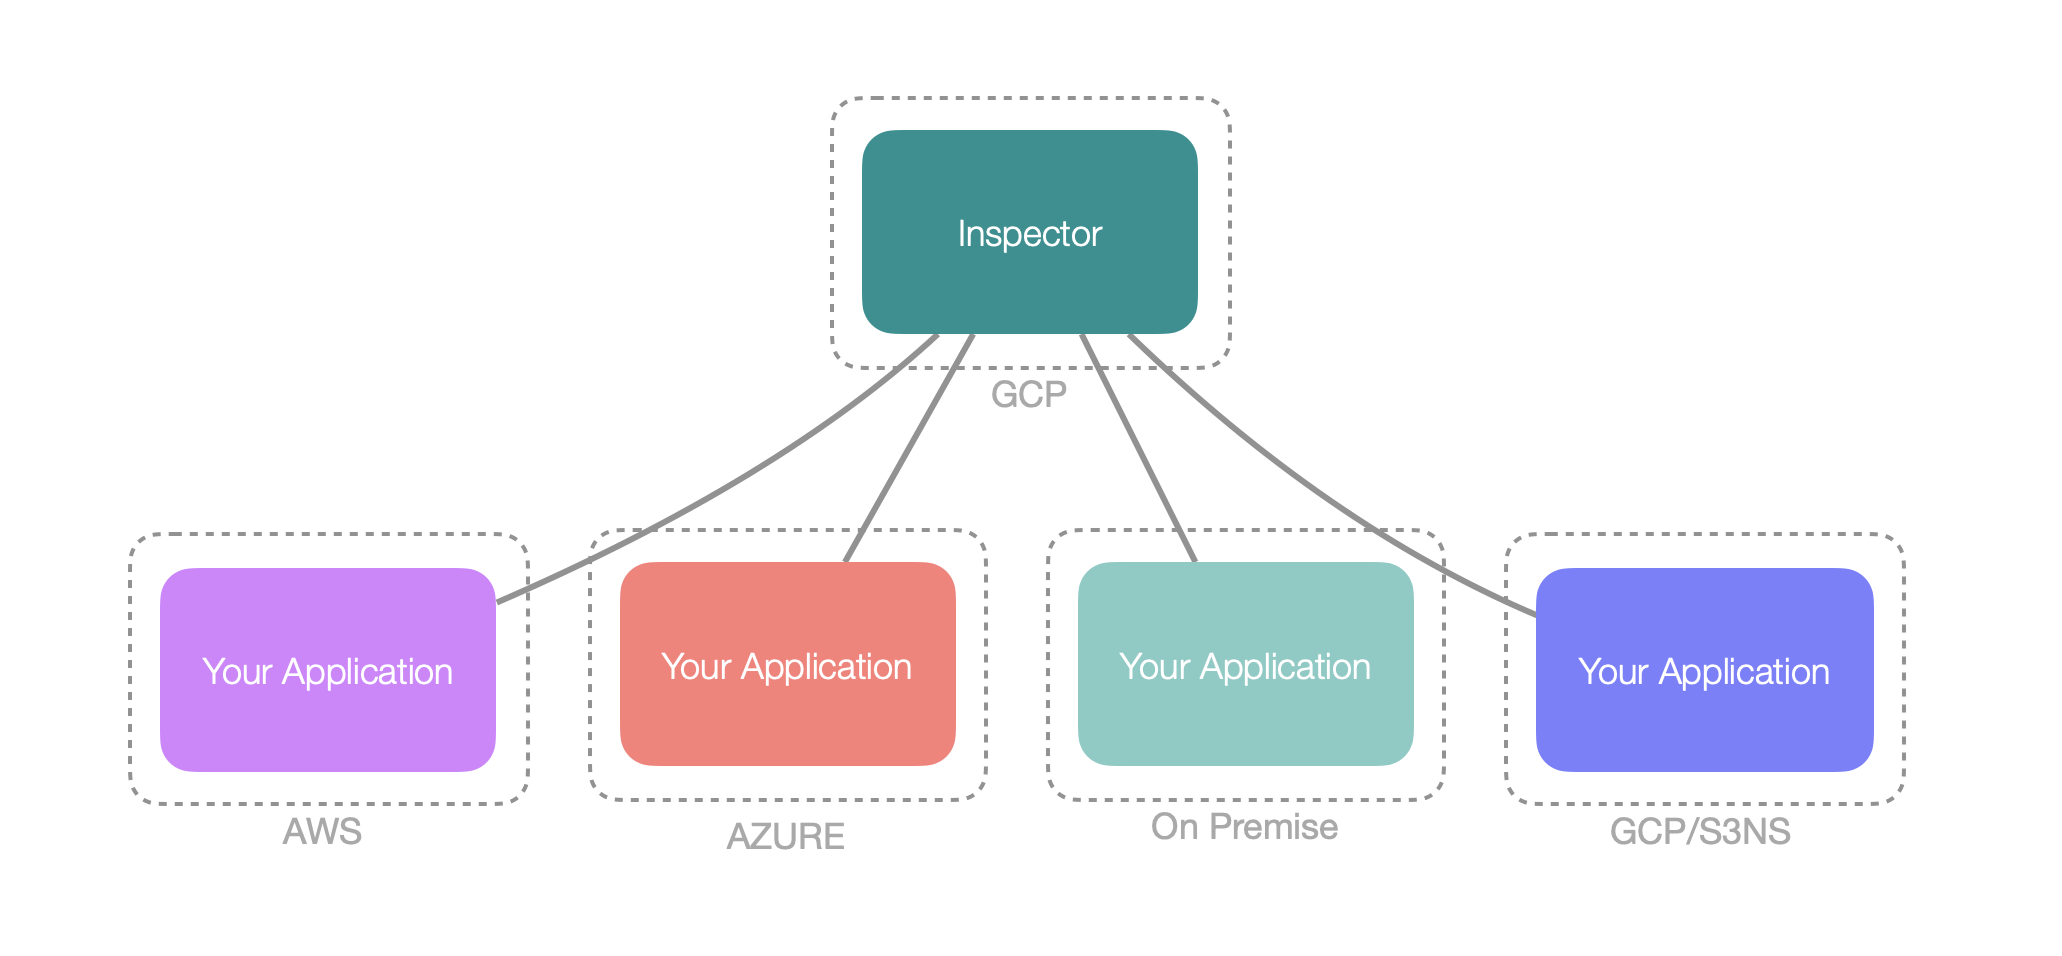 Inspector
GCP
Your Application
Your Application
Your Application
Your Application
AWS
AZURE
On Premise
GCP/S3NS